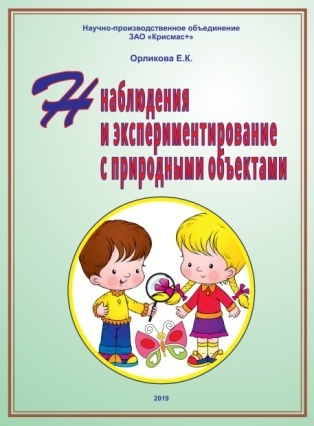 Научно-производственное объединение
ЗАО «Крисмас+»
Орликова Е.К.
Н наблюдения
и экспериментирование
с природными объектами
2019